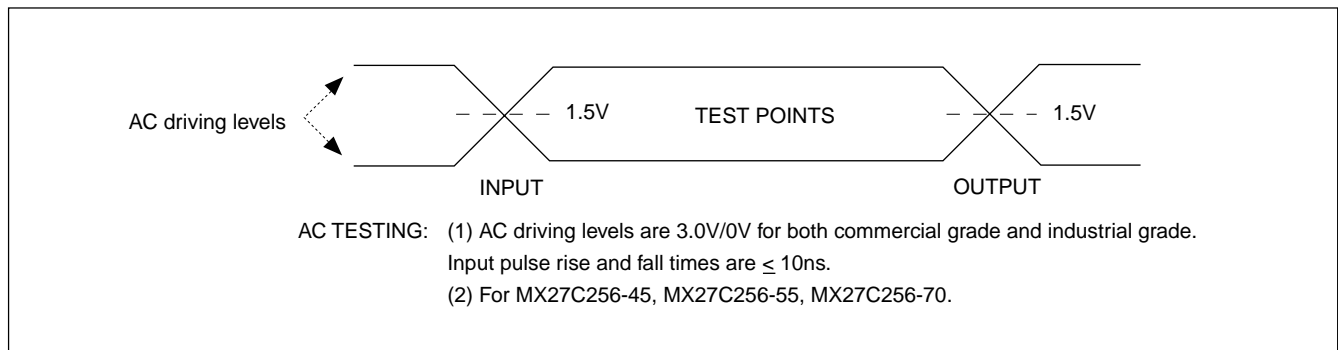 AC driving levels
1.5V
TEST POINTS
1.5V
INPUT
OUTPUT
AC TESTING: (1) AC driving levels are 3.0V/0V for both commercial grade and industrial grade.
Input pulse rise and fall times are ≤ 10ns.
(2) For MX27C256-45, MX27C256-55, MX27C256-70.